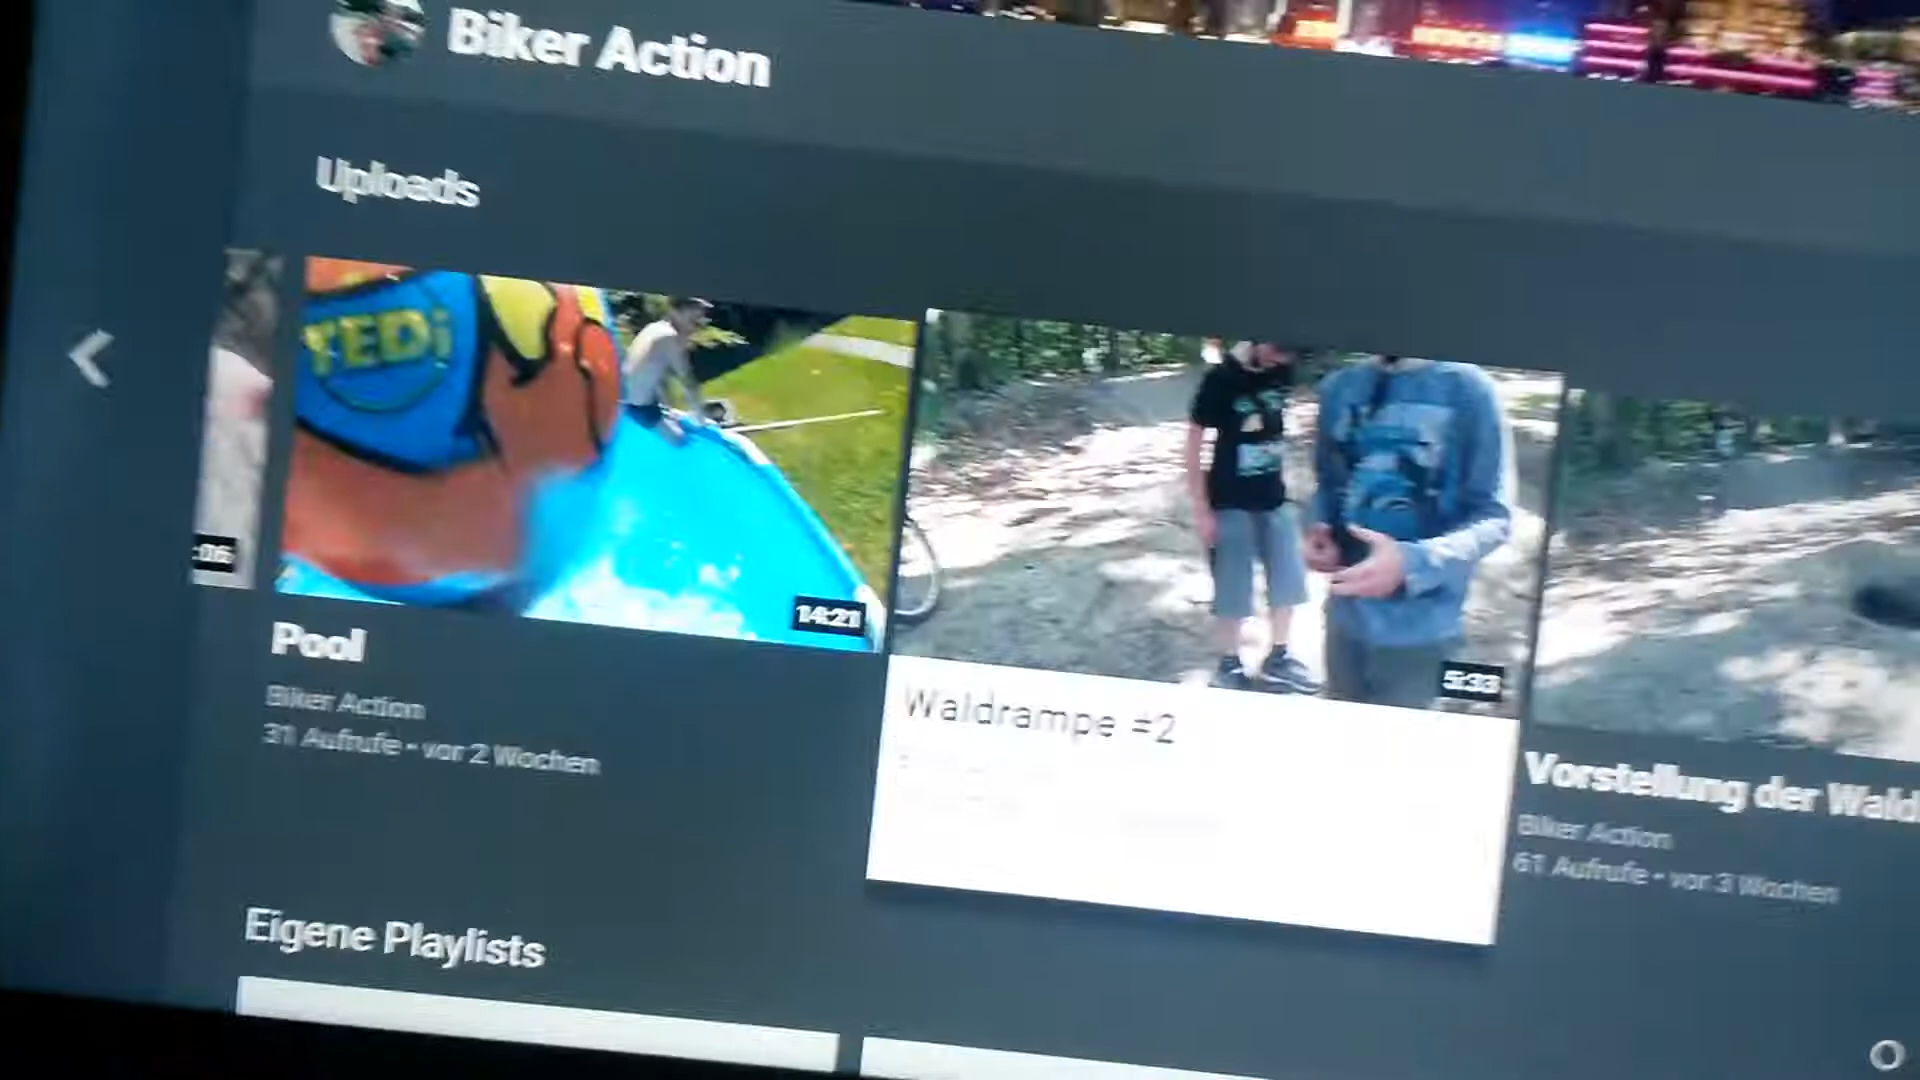 Biker Action
Uploads
TEDi
:06
14:21
5:33
Pool
Biker Action
31 Aufrufe • vor 2 Wochen
Waldrampe #2
Vorstellung der Wald
Biker Action
61 Aufrufe • vor 3 Wochen
Eigene Playlists